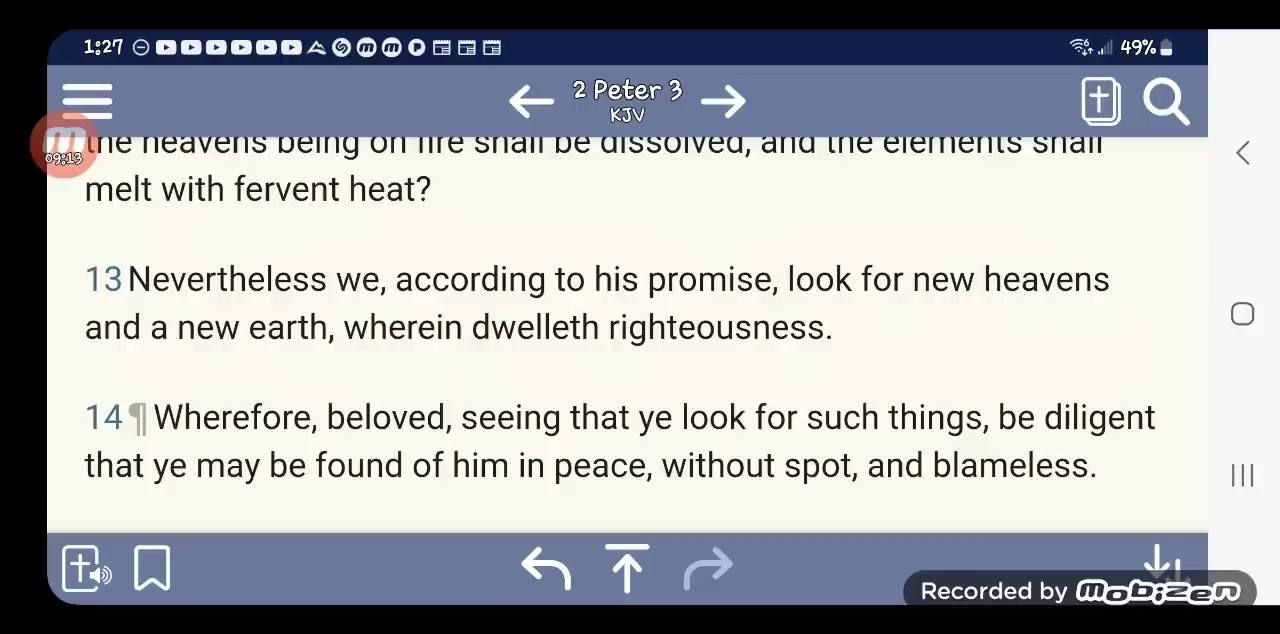 1:27 49%
2 Peter 3
KJV
09:13
the heavens being on fire shall be dissolved, and the elements shall
melt with fervent heat?
13 Nevertheless we, according to his promise, look for new heavens
and a new earth, wherein dwelleth righteousness.
14 ¶ Wherefore, beloved, seeing that ye look for such things, be diligent
that ye may be found of him in peace, without spot, and blameless.
Recorded by Mobizen